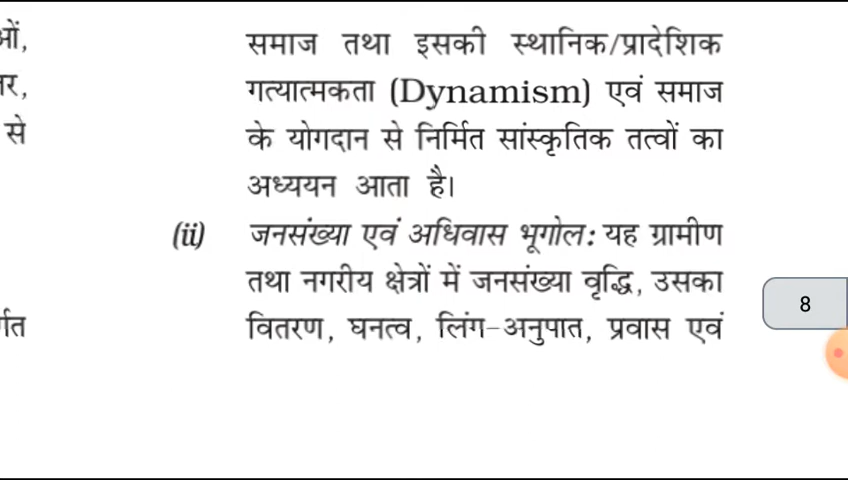 समाज तथा इसकी स्थानिक/प्रादेशिक
गत्यात्मकता (Dynamism) एवं समाज
के योगदान से निर्मित सांस्कृतिक तत्वों का
अध्ययन आता है।
(ii) जनसंख्या एवं अधिवास भूगोल: यह ग्रामीण
तथा नगरीय क्षेत्रों में जनसंख्या वृद्धि, उसका
वितरण, घनत्व, लिंग-अनुपात, प्रवास एवं
से
8